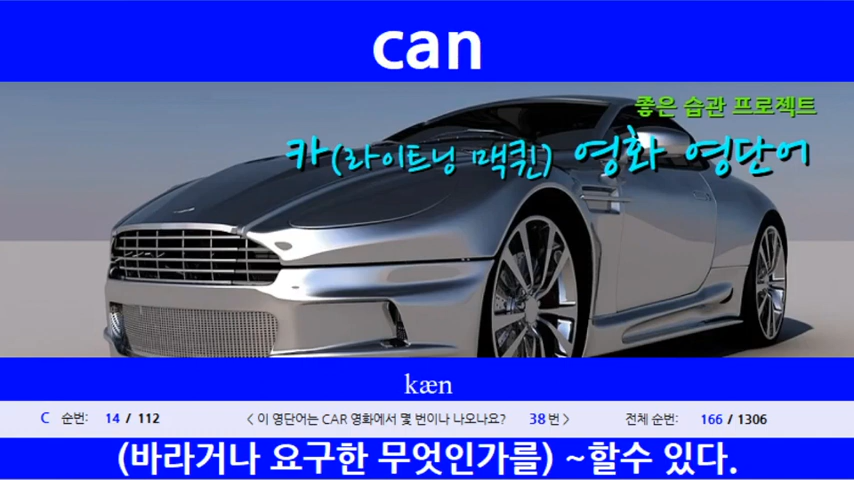 can
좋은 습관 프로젝트
카(라이트닝 맥퀸) 영화 영단어
kæn
C 순번: 14 / 112 < 이 영단어는 CAR 영화에서 몇 번이나 나오나요? 38 번 > 전체 순번: 166 / 1306
(바라거나 요구한 무엇인가를) ~할수 있다.